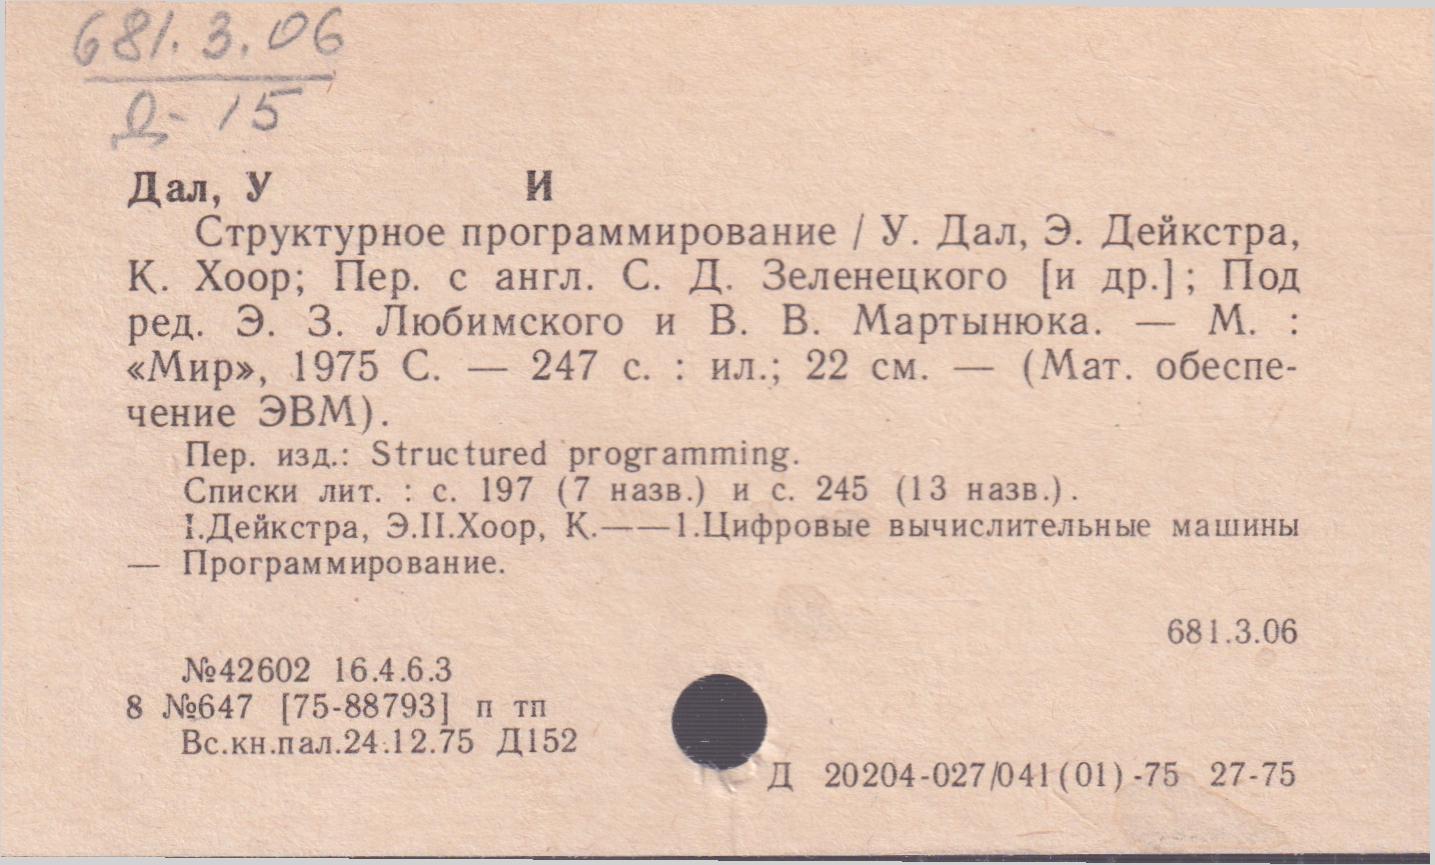 681.3.06
Д-15
Дал, У И
Структурное программирование / У. Дал, Э. Дейкстра,
К. Хоор; Пер. с англ. С. Д. Зеленецкого [и др.]; Под
ред. Э. З. Любимского и В. В. Мартынюка. — М. :
«Мир», 1975 С. — 247 с. : ил.; 22 см. — (Мат. обеспе-
чение ЭВМ).
Пер. изд.: Structured programming.
Списки лит. : с. 197 (7 назв.) и с. 245 (13 назв.).
I.Дейкстра, Э.II.Хоор, К.——1.Цифровые вычислительные машины
— Программирование.
681.3.06
№42602 16.4.6.3
8 №647 [75-88793] п тп
Вс.кн.пал.24.12.75 Д152
Д 20204-027/041(01)-75 27-75